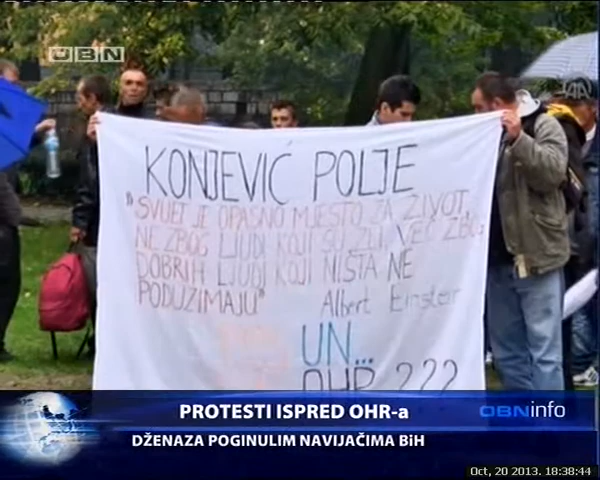 OBN
KONJEVIĆ POLJE
"SVIJET JE OPASNO MJESTO ZA ŽIVOT,
NE ZBOG LJUDI KOJI SU ZLI, VEĆ ZBOG
DOBRIH LJUDI KOJI NIŠTA NE
PODUZIMAJU"
Albert Einstein
UN...
OHR ???
PROTESTI ISPRED OHR-a
OBNinfo
DŽENAZA POGINULIM NAVIJAČIMA BiH
Oct, 20 2013. 18:38:44